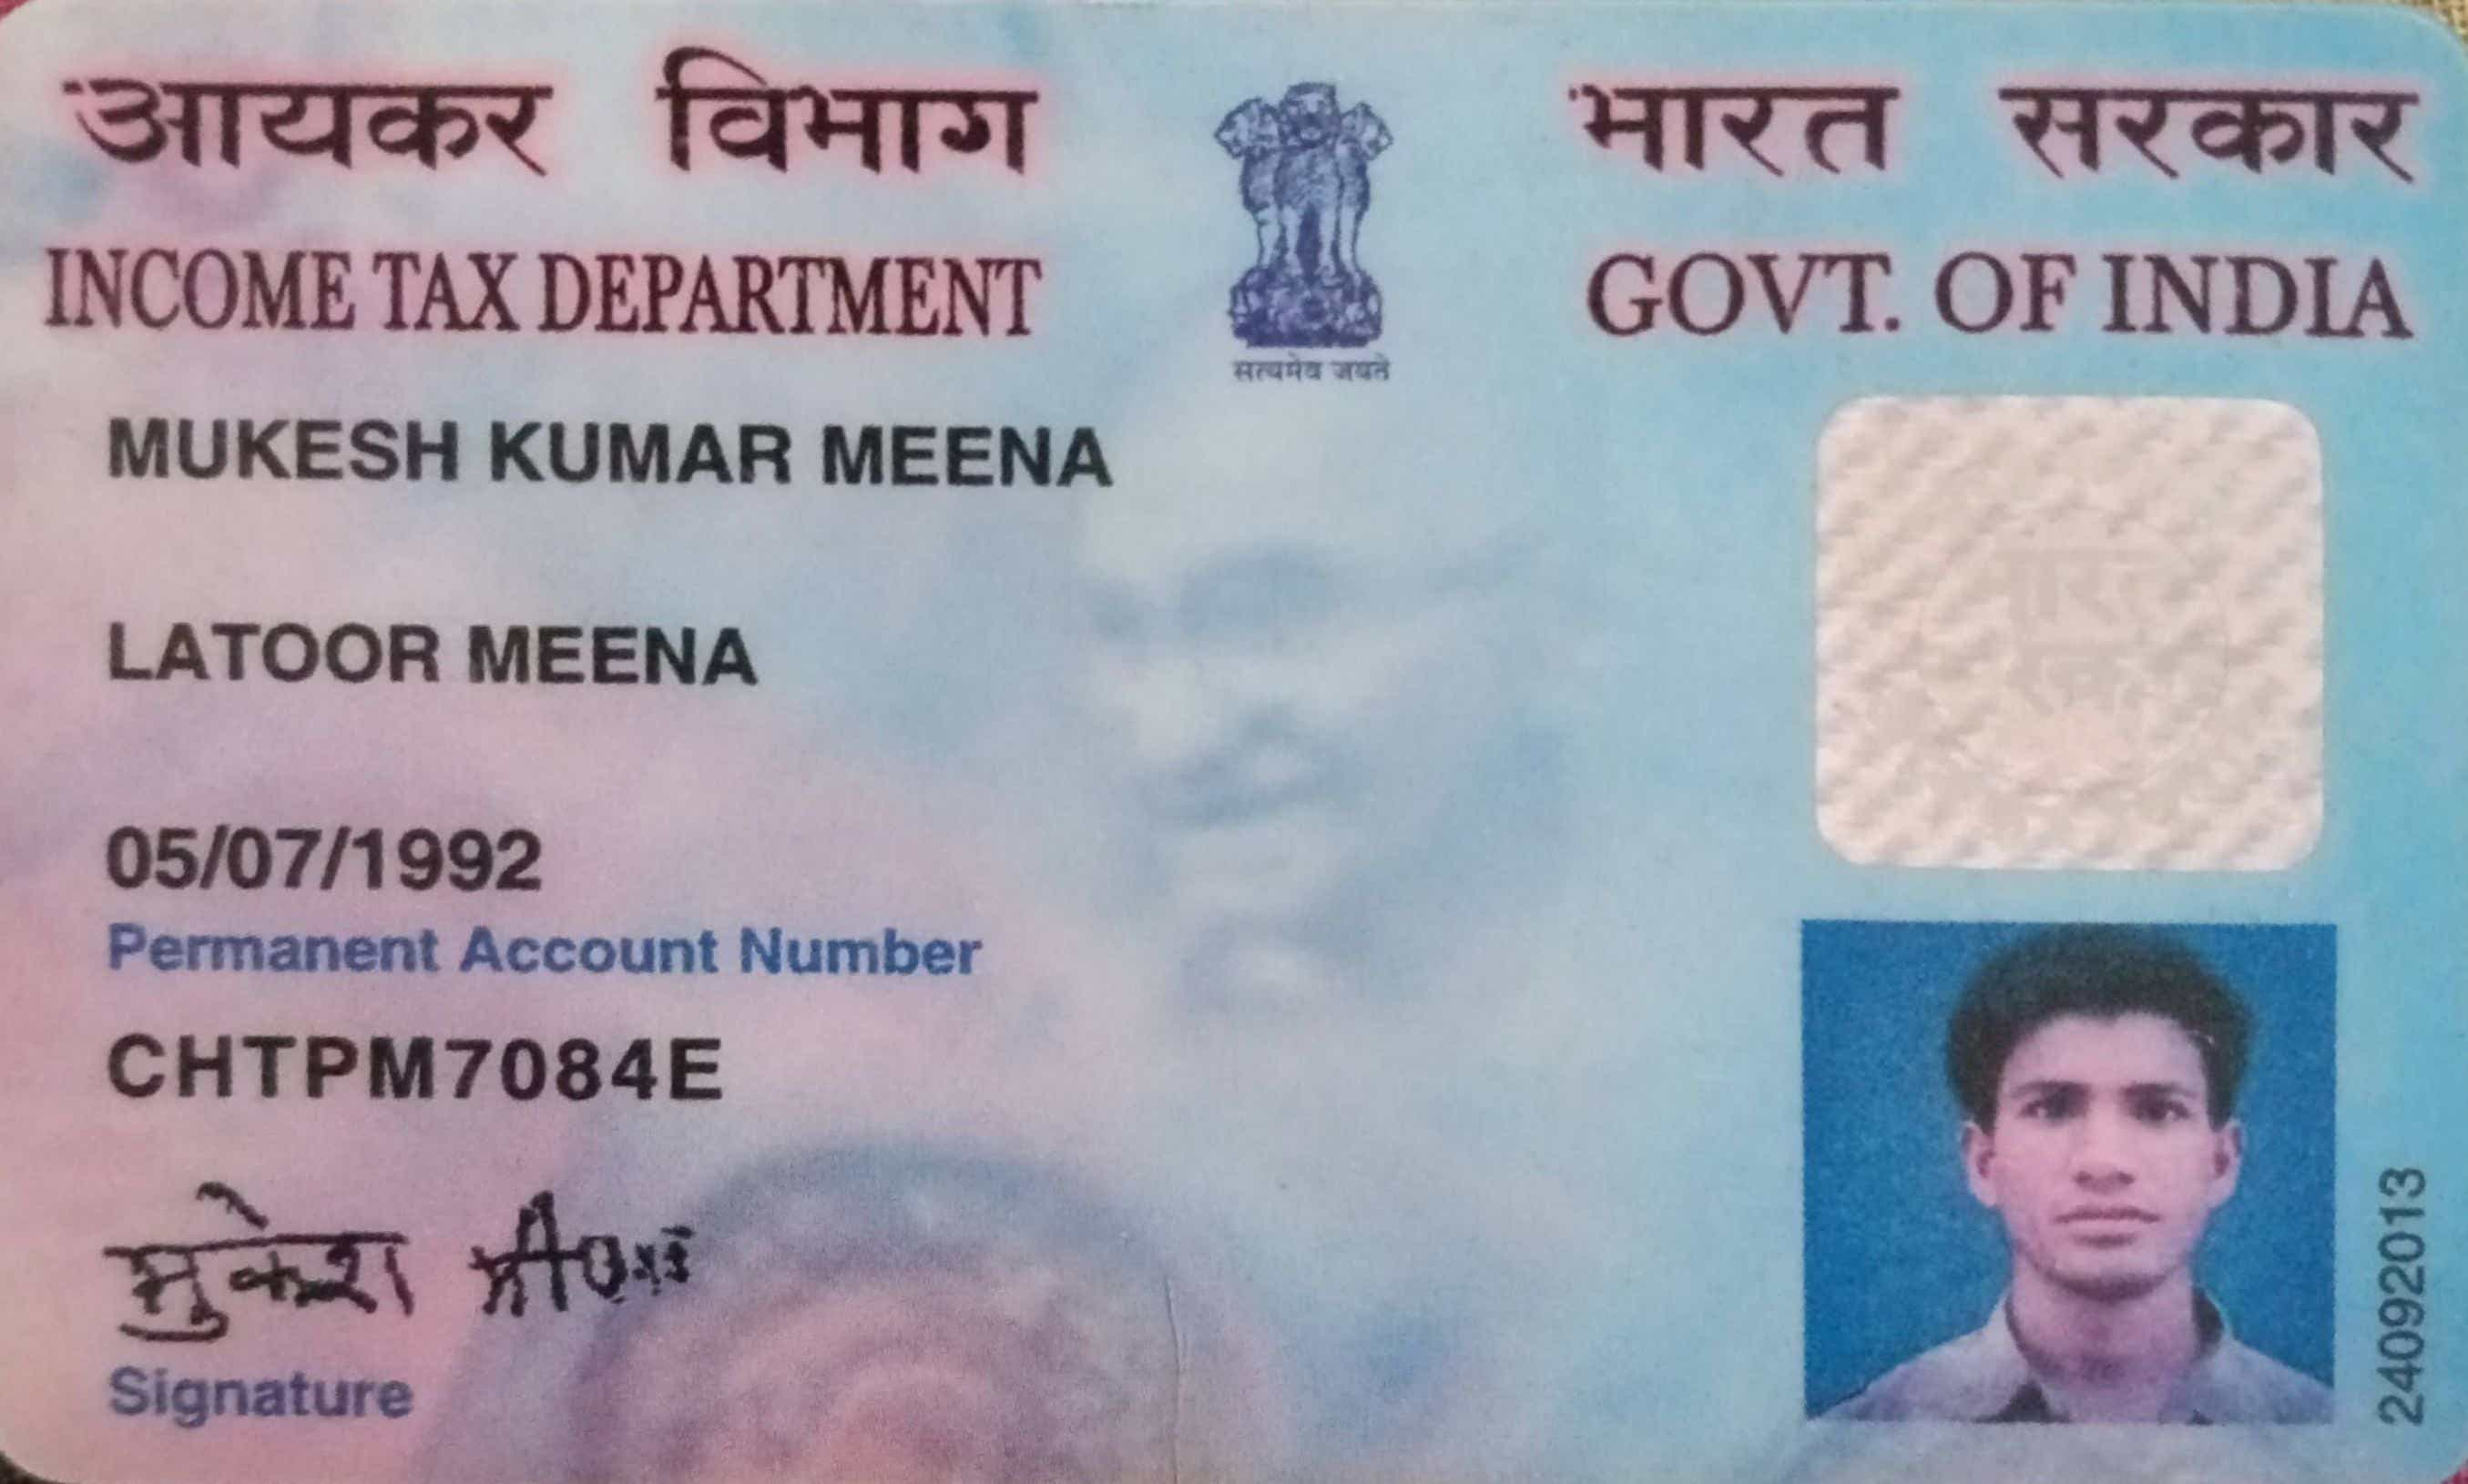 आयकर विभाग
INCOME TAX DEPARTMENT
सत्यमेव जयते
भारत सरकार
GOVT. OF INDIA
MUKESH KUMAR MEENA
LATOOR MEENA
05/07/1992
Permanent Account Number
CHTPM7084E
मुकेश मीणा
Signature
24092013